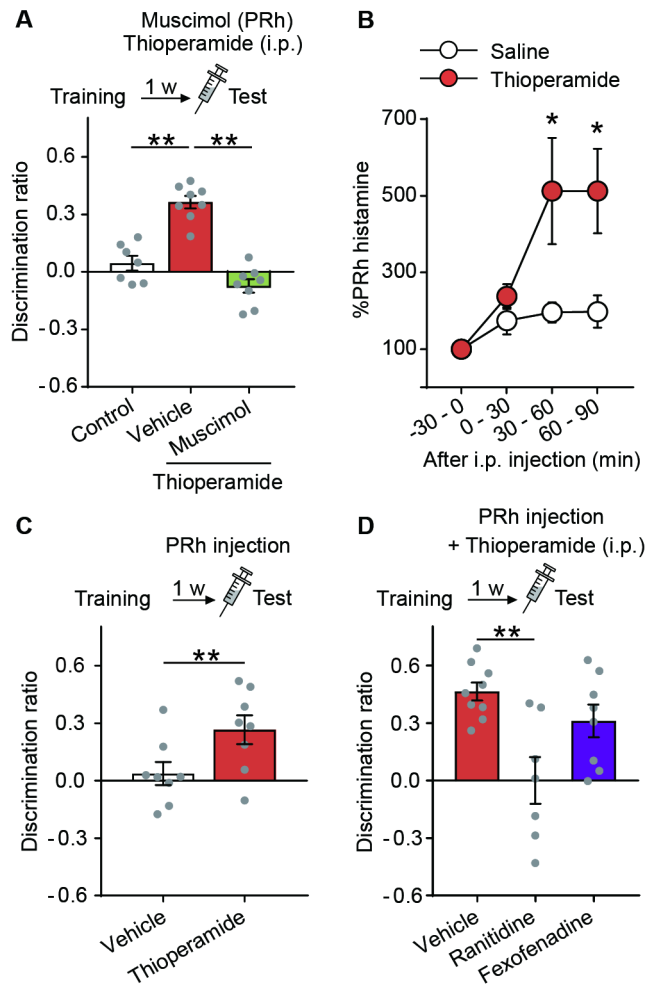 A
Muscimol (PRh)
Thioperamide (i.p.)
Training 1 w Test
**
**
Discrimination ratio
0.6
0.3
0.0
-0.3
-0.6
Control
Vehicle
Muscimol
Thioperamide
B
Saline
Thioperamide
%PRh histamine
700
500
300
100
*
*
-30 - 0
0 - 30
30 - 60
60 - 90
After i.p. injection (min)
C
PRh injection
Training 1 w Test
**
Discrimination ratio
0.6
0.3
0.0
-0.3
-0.6
Vehicle
Thioperamide
D
PRh injection
+ Thioperamide (i.p.)
Training 1 w Test
**
Discrimination ratio
0.6
0.3
0.0
-0.3
-0.6
Vehicle
Ranitidine
Fexofenadine